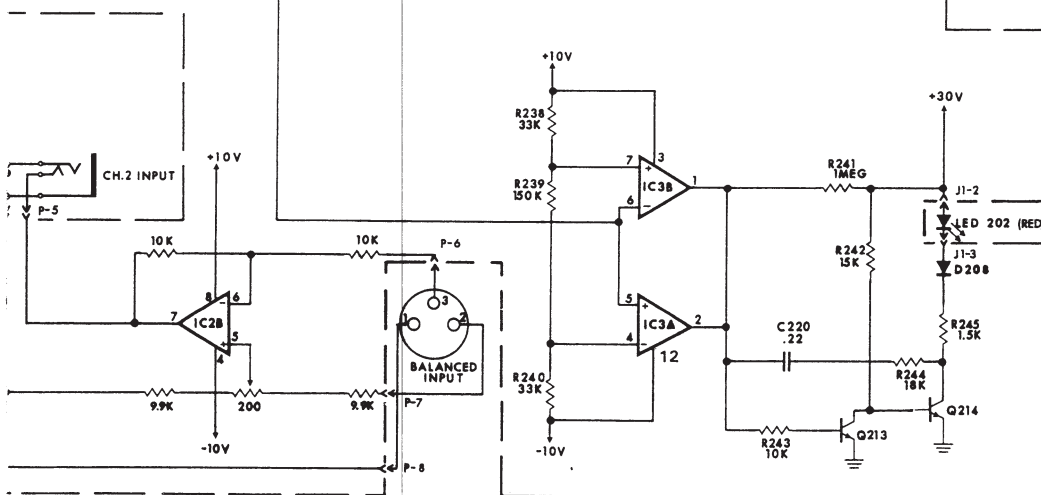 +10V
R238
33K
7
3
+
R239
150K
6
-
IC3B
1
+30V
R241
1MEG
J1-2
LED 202 (RED
J1-3
R242
15K
D208
CH.2 INPUT
P-5
+10V
10K
10K
P-6
8
6
-
7
IC2B
+
5
4
3
1
2
BALANCED
INPUT
5
+
4
-
IC3A
2
12
C220
.22
R245
1.5K
R244
18K
R240
33K
9.9K
200
9.9K
P-7
-10V
-10V
R243
10K
Q213
Q214
P-8